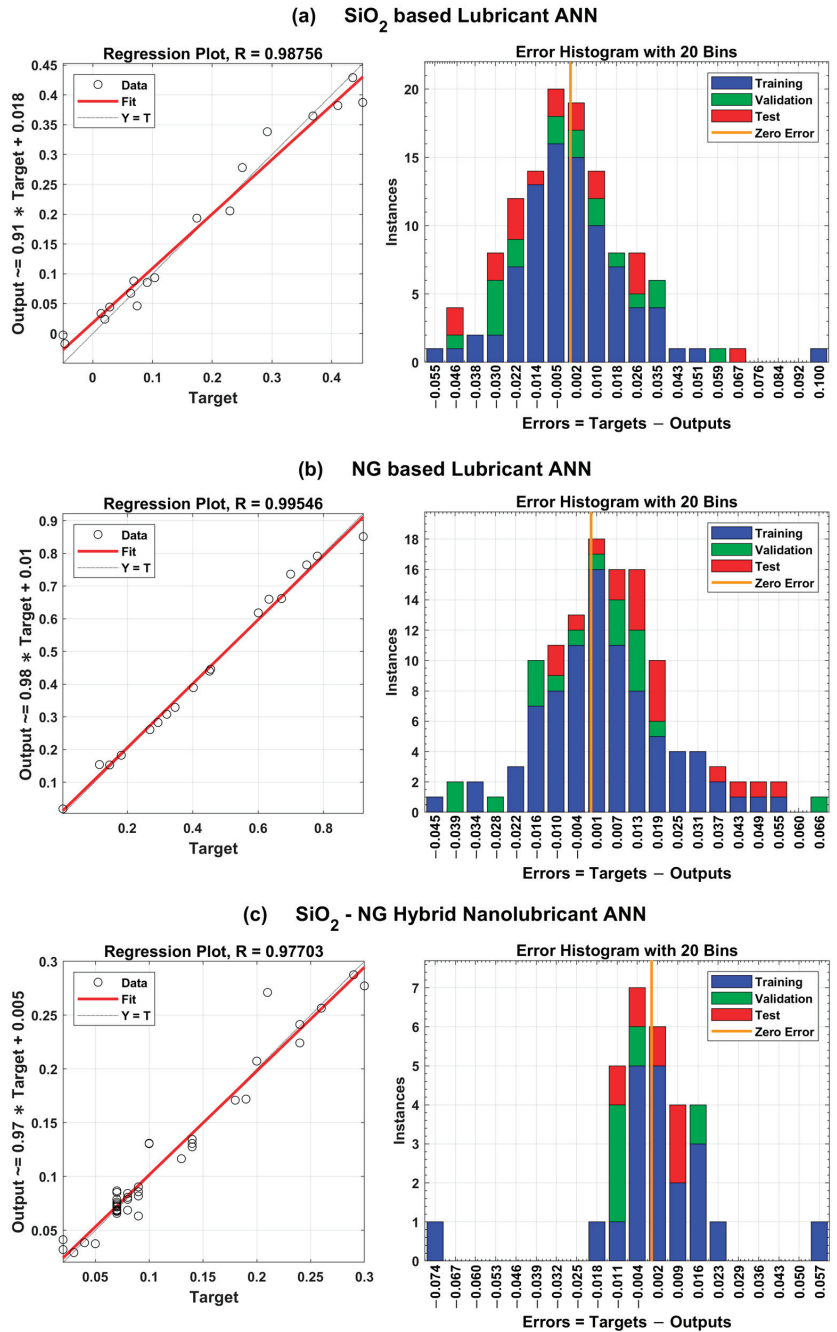 (a) SiO2 based Lubricant ANN
Regression Plot, R = 0.98756
Output ~= 0.91 * Target + 0.018
0.45
0.4
0.35
0.3
0.25
0.2
0.15
0.1
0.05
0
Data
Fit
Y = T
0 0.1 0.2 0.3 0.4
Target
Error Histogram with 20 Bins
Instances
20
15
10
5
0
Training
Validation
Test
Zero Error
−0.055 −0.046 −0.038 −0.030 −0.022 −0.014 −0.005 0.002 0.010 0.018 0.026 0.035 0.043 0.051 0.059 0.067 0.076 0.084 0.092 0.100
Errors = Targets − Outputs
(b) NG based Lubricant ANN
Regression Plot, R = 0.99546
Output ~= 0.98 * Target + 0.01
0.9
0.8
0.7
0.6
0.5
0.4
0.3
0.2
0.1
Data
Fit
Y = T
0.2 0.4 0.6 0.8
Target
Error Histogram with 20 Bins
Instances
18
16
14
12
10
8
6
4
2
0
Training
Validation
Test
Zero Error
−0.045 −0.039 −0.034 −0.028 −0.022 −0.016 −0.010 −0.004 0.001 0.007 0.013 0.019 0.025 0.031 0.037 0.043 0.049 0.055 0.060 0.066
Errors = Targets − Outputs
(c) SiO2 - NG Hybrid Nanolubricant ANN
Regression Plot, R = 0.97703
Output ~= 0.97 * Target + 0.005
0.3
0.25
0.2
0.15
0.1
0.05
Data
Fit
Y = T
0.05 0.1 0.15 0.2 0.25 0.3
Target
Error Histogram with 20 Bins
Instances
7
6
5
4
3
2
1
0
Training
Validation
Test
Zero Error
−0.074 −0.067 −0.060 −0.053 −0.046 −0.039 −0.032 −0.025 −0.018 −0.011 −0.004 0.002 0.009 0.016 0.023 0.029 0.036 0.043 0.050 0.057
Errors = Targets − Outputs